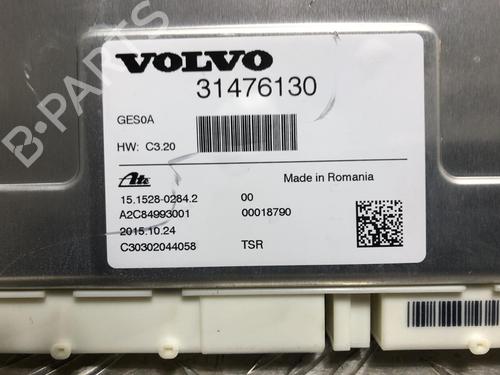 VOLVO
31476130
GES0A
HW: C3.20
Ate
Made in Romania
15.1528-0284.2 00
A2C84993001 00018790
2015.10.24
C30302044058 TSR
B-PARTS